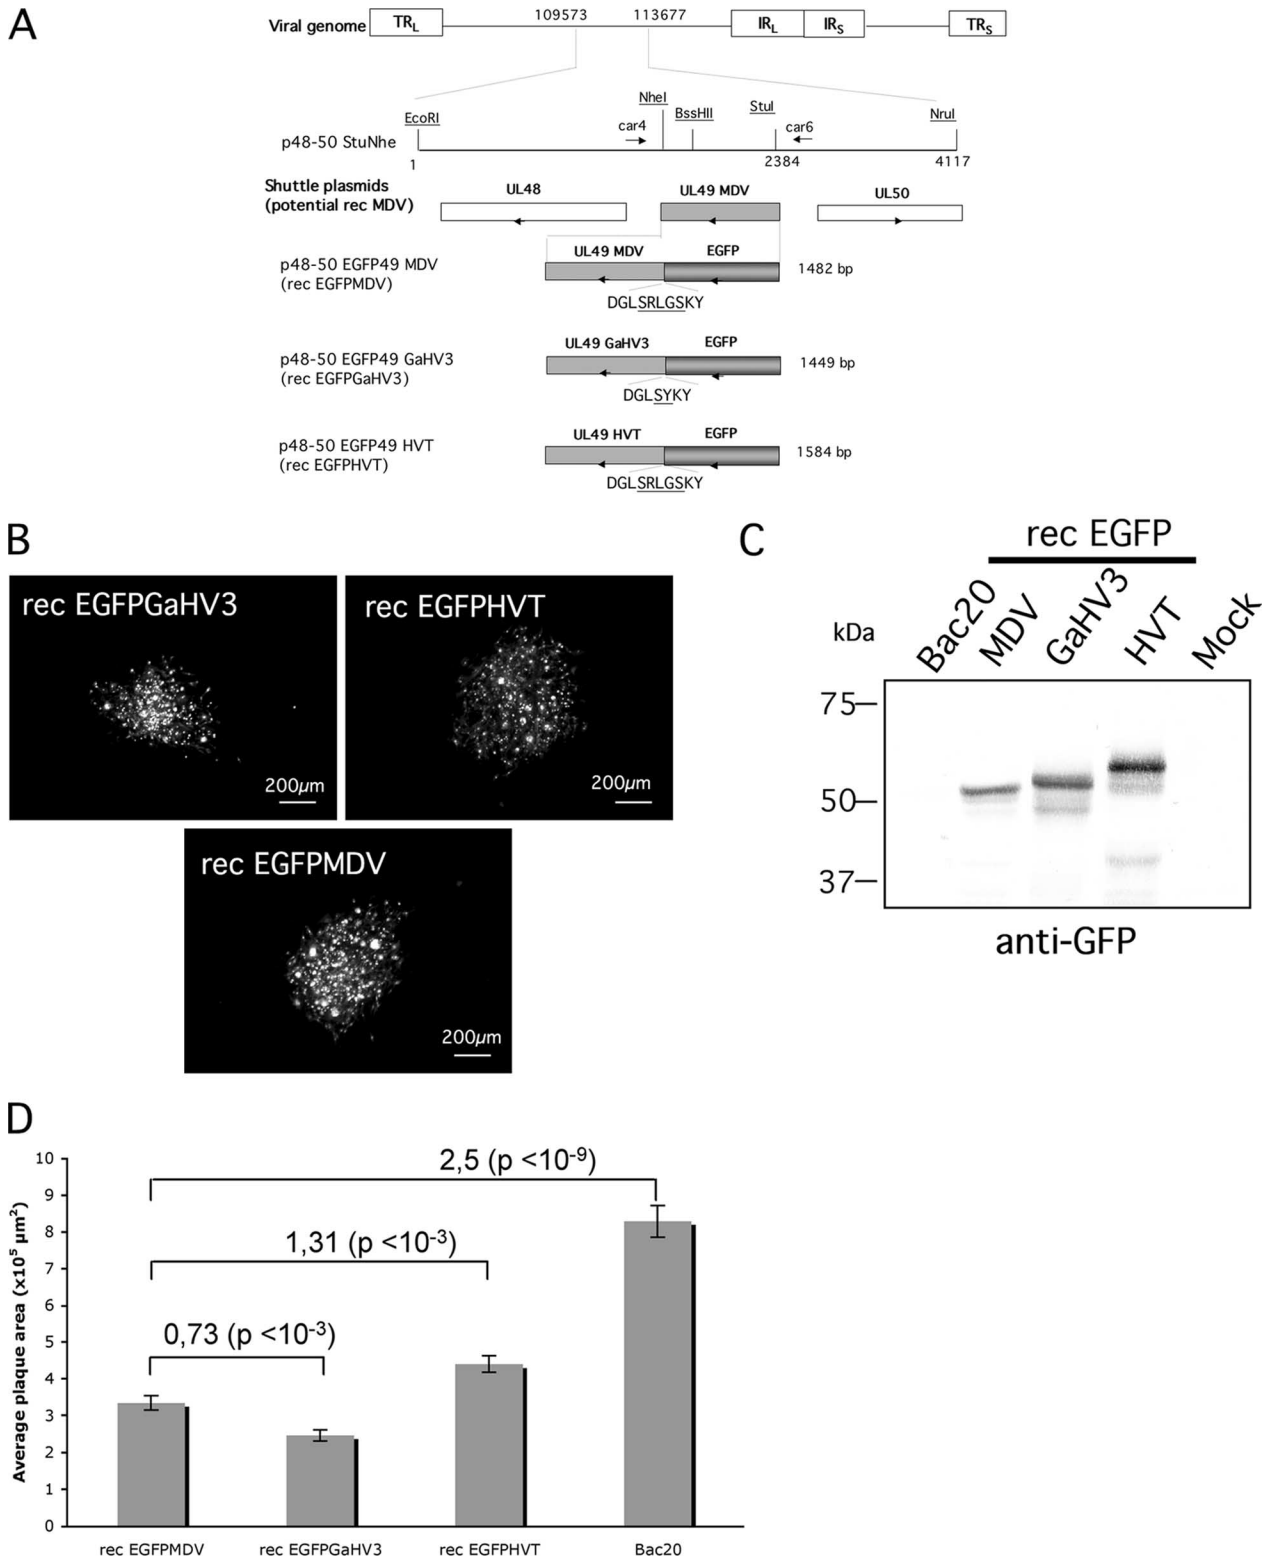 A
Viral genome
TRL
109573
113677
IRL
IRS
TRS
EcoRI
NheI
BssHII
StuI
NruI
car4
car6
p48-50 StuNhe
1
2384
4117
Shuttle plasmids
(potential rec MDV)
UL48
UL49 MDV
UL50
p48-50 EGFP49 MDV
(rec EGFPMDV)
UL49 MDV
EGFP
1482 bp
DGLSRLGSKY
p48-50 EGFP49 GaHV3
(rec EGFPGaHV3)
UL49 GaHV3
EGFP
1449 bp
DGLSYKY
p48-50 EGFP49 HVT
(rec EGFPHVT)
UL49 HVT
EGFP
1584 bp
DGLSRLGSKY
B
rec EGFPGaHV3
200µm
rec EGFPHVT
200µm
rec EGFPMDV
200µm
C
rec EGFP
kDa
Bac20
MDV
GaHV3
HVT
Mock
75
50
37
anti-GFP
D
Average plaque area (x10⁵ µm²)
10
9
8
7
6
5
4
3
2
1
0
2,5 (p <10⁻⁹)
1,31 (p <10⁻³)
0,73 (p <10⁻³)
rec EGFPMDV
rec EGFPGaHV3
rec EGFPHVT
Bac20